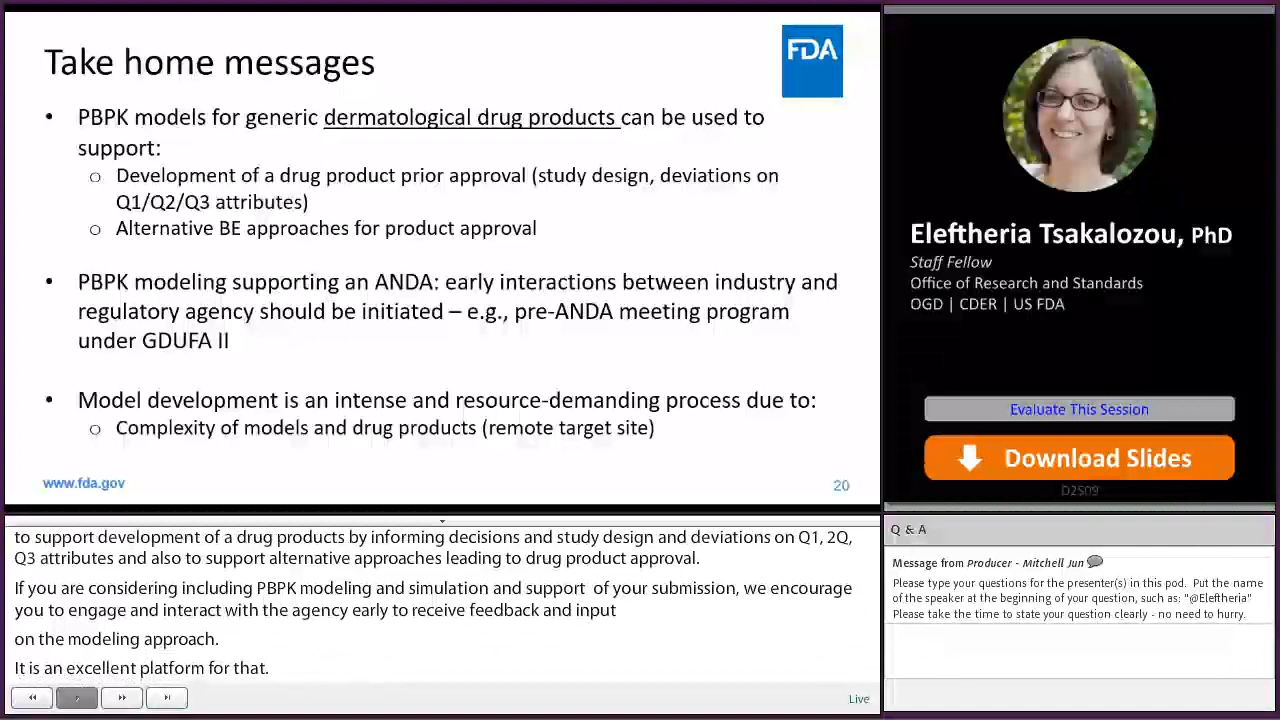 Take home messages
FDA
• PBPK models for generic dermatological drug products can be used to
support:
o Development of a drug product prior approval (study design, deviations on
Q1/Q2/Q3 attributes)
o Alternative BE approaches for product approval
• PBPK modeling supporting an ANDA: early interactions between industry and
regulatory agency should be initiated – e.g., pre-ANDA meeting program
under GDUFA II
• Model development is an intense and resource-demanding process due to:
o Complexity of models and drug products (remote target site)
www.fda.gov
20
Eleftheria Tsakalozou, PhD
Staff Fellow
Office of Research and Standards
OGD | CDER | US FDA
Evaluate This Session
Download Slides
D2S09
to support development of a drug products by informing decisions and study design and deviations on Q1, 2Q,
Q3 attributes and also to support alternative approaches leading to drug product approval.
If you are considering including PBPK modeling and simulation and support of your submission, we encourage
you to engage and interact with the agency early to receive feedback and input
on the modeling approach.
It is an excellent platform for that.
Live
Q & A
Message from Producer - Mitchell Jun
Please type your questions for the presenter(s) in this pod. Put the name
of the speaker at the beginning of your question, such as: "@Eleftheria"
Please take the time to state your question clearly - no need to hurry.